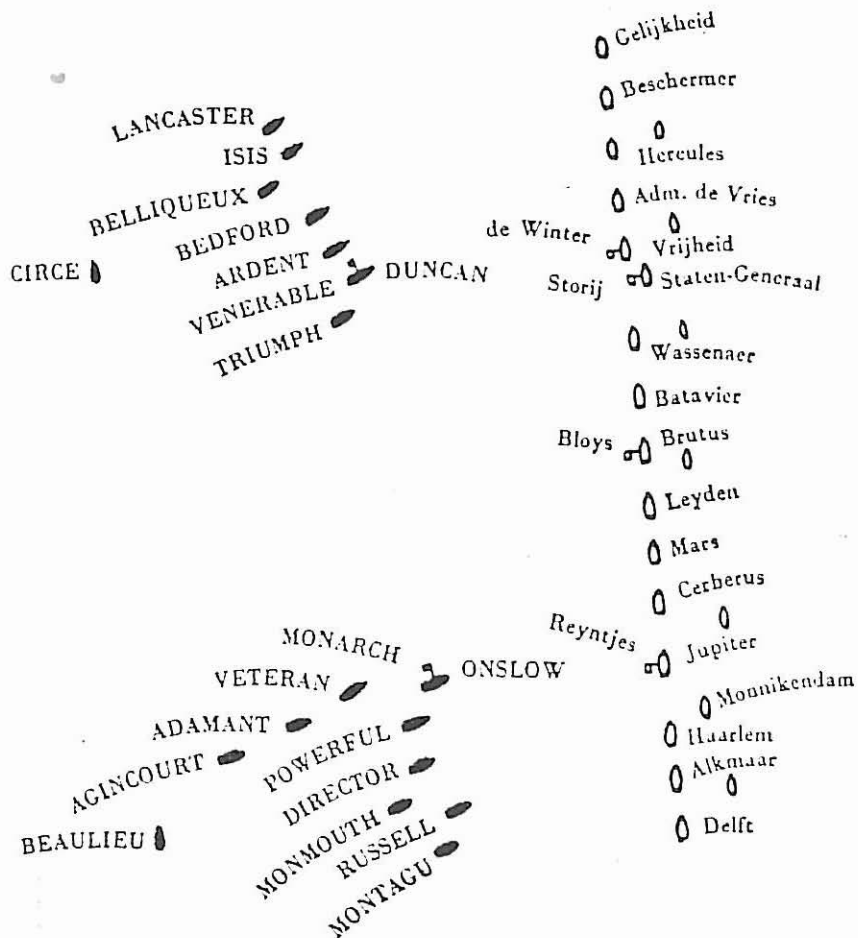 Gelijkheid
Beschermer
LANCASTER
ISIS
Hercules
BELLIQUEUX
Adm. de Vries
BEDFORD
de Winter
Vrijheid
ARDENT
CIRCE
VENERABLE
DUNCAN
Storij
Staten-Generaal
TRIUMPH
Wassenaer
Batavier
Bloys
Brutus
Leyden
Mars
Cerberus
Reyntjes
MONARCH
Jupiter
ONSLOW
VETERAN
Monnikendam
ADAMANT
Haarlem
POWERFUL
AGINCOURT
Alkmaar
DIRECTOR
BEAULIEU
MONMOUTH
Delft
RUSSELL
MONTAGU